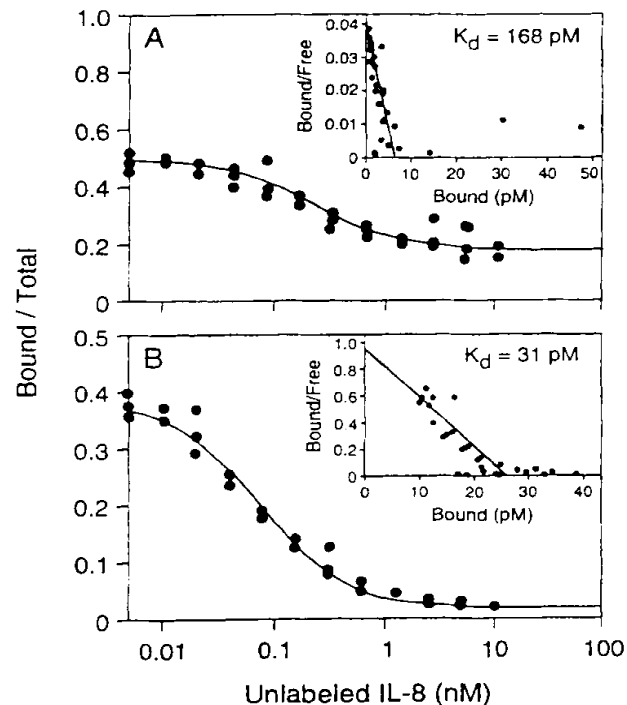 A
K_d = 168 pM
Bound/Free
0.04
0.03
0.02
0.01
0
0 10 20 30 40 50
Bound (pM)
1.0
0.8
0.6
0.4
0.2
0
Bound / Total
B
K_d = 31 pM
Bound/Free
1.0
0.8
0.6
0.4
0.2
0
0 10 20 30 40
Bound (pM)
0.5
0.4
0.3
0.2
0.1
0
0.01 0.1 1 10 100
Unlabeled IL-8 (nM)